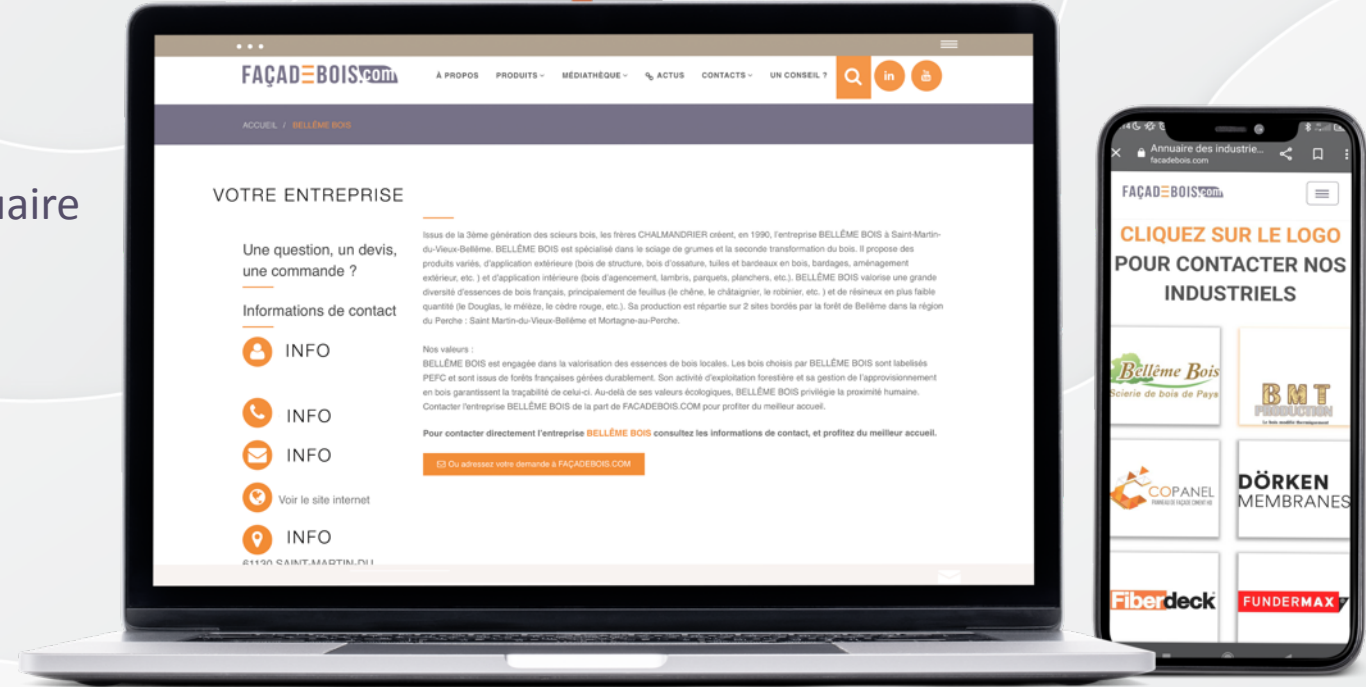 uaire
FAÇADEBOIS.com
À PROPOS PRODUITS MÉDIATHÈQUE ACTUS CONTACTS UN CONSEIL ?
ACCUEIL / BELLÊME BOIS
VOTRE ENTREPRISE
Une question, un devis,
une commande ?
Informations de contact
INFO
INFO
INFO
Voir le site internet
INFO
61130 SAINT-MARTIN-DU
Issus de la 3ème génération des scieurs bois, les frères CHALMANDRIER créent, en 1990, l'entreprise BELLÊME BOIS à Saint-Martin-
du-Vieux-Bellême. BELLÊME BOIS est spécialisé dans le sciage de grumes et la seconde transformation du bois. Il propose des
produits variés, d'application extérieure (bois de structure, bois d'ossature, tuiles et bardeaux en bois, bardages, aménagement
extérieur, etc. ) et d'application intérieure (bois d'agencement, lambris, parquets, planchers, etc.). BELLÊME BOIS valorise une grande
diversité d'essences de bois français, principalement de feuillus (le chêne, le châtaignier, le robinier, etc. ) et de résineux en plus faible
quantité (le Douglas, le mélèze, le cèdre rouge, etc.). Sa production est répartie sur 2 sites bordés par la forêt de Bellême dans la région
du Perche : Saint Martin-du-Vieux-Bellême et Mortagne-au-Perche.
Nos valeurs :
BELLÊME BOIS est engagée dans la valorisation des essences de bois locales. Les bois choisis par BELLÊME BOIS sont labelisés
PEFC et sont issus de forêts françaises gérées durablement. Son activité d'exploitation forestière et sa gestion de l'approvisionnement
en bois garantissent la traçabilité de celui-ci. Au-delà de ses valeurs écologiques, BELLÊME BOIS privilégie la proximité humaine.
Contacter l'entreprise BELLÊME BOIS de la part de FACADEBOIS.COM pour profiter du meilleur accueil.
Pour contacter directement l'entreprise BELLÊME BOIS consultez les informations de contact, et profitez du meilleur accueil.
Ou adressez votre demande à FAÇADEBOIS.COM
Annuaire des industrie...
facadebois.com
FAÇADEBOIS.com
CLIQUEZ SUR LE LOGO
POUR CONTACTER NOS
INDUSTRIELS
Bellême Bois
Scierie de bois de Pays
BMT
PRODUCTION
Le bois modifié thermiquement
COPANEL
DÖRKEN
MEMBRANES
Fiberdeck
FUNDERMAX